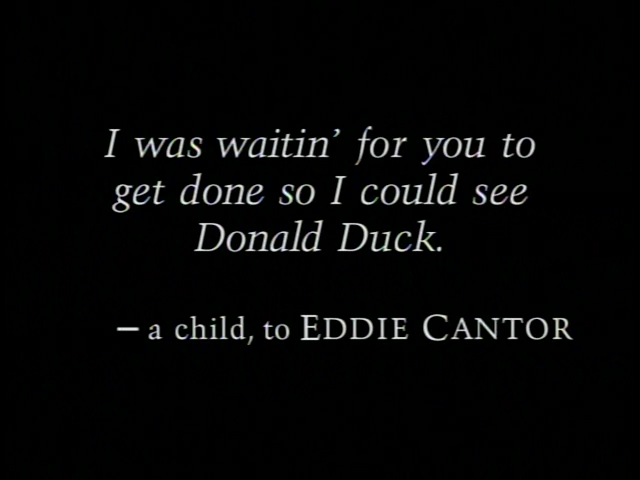 I was waitin’ for you to
get done so I could see
Donald Duck.
– a child, to EDDIE CANTOR